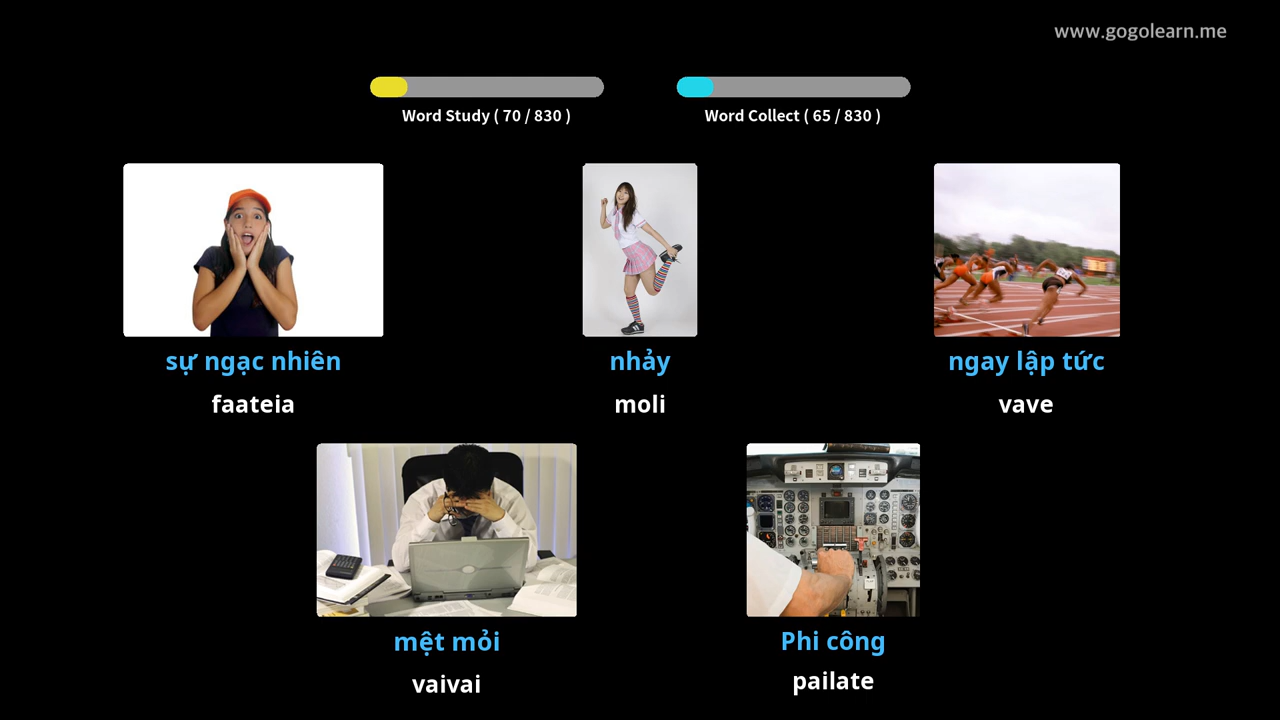 www.gogolearn.me
Word Study ( 70 / 830 )
Word Collect ( 65 / 830 )
sự ngạc nhiên
faateia
nhảy
moli
ngay lập tức
vave
mệt mỏi
vaivai
Phi công
pailate